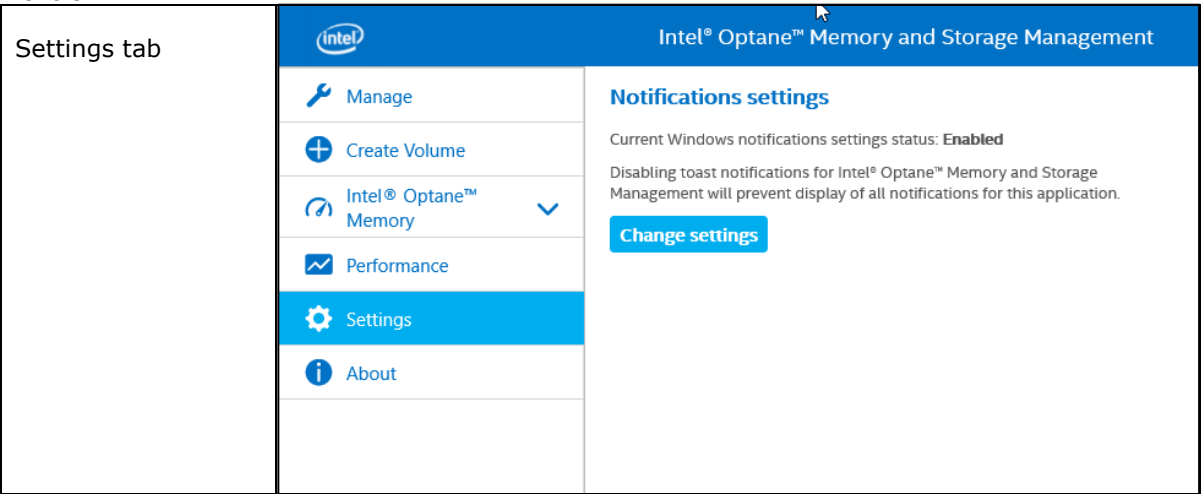 Settings tab
intel
Intel® Optane™ Memory and Storage Management
Manage
Create Volume
Intel® Optane™
Memory
Performance
Settings
About
Notifications settings
Current Windows notifications settings status: Enabled
Disabling toast notifications for Intel® Optane™ Memory and Storage
Management will prevent display of all notifications for this application.
Change settings